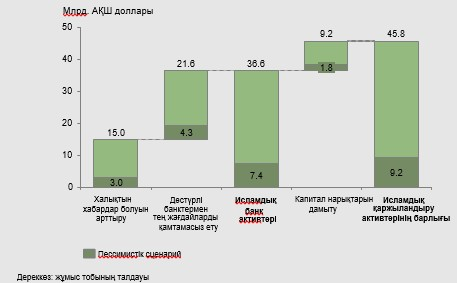 Млрд. АҚШ доллары
50
40
30
20
10
0
15.0
3.0
21.6
4.3
36.6
7.4
9.2
1.8
45.8
9.2
Халықтын
хабардар болуын
арттыру
Дәстүрлі
банктермен
тең жағдайларды
қамтамасыз ету
Исламдық
банк
активтері
Капитал нарықтарын
дамыту
Исламдық
қаржыландыру
активтерінің барлығы
Пессимистік сценарий
Дереккөз: жұмыс тобының талдауы